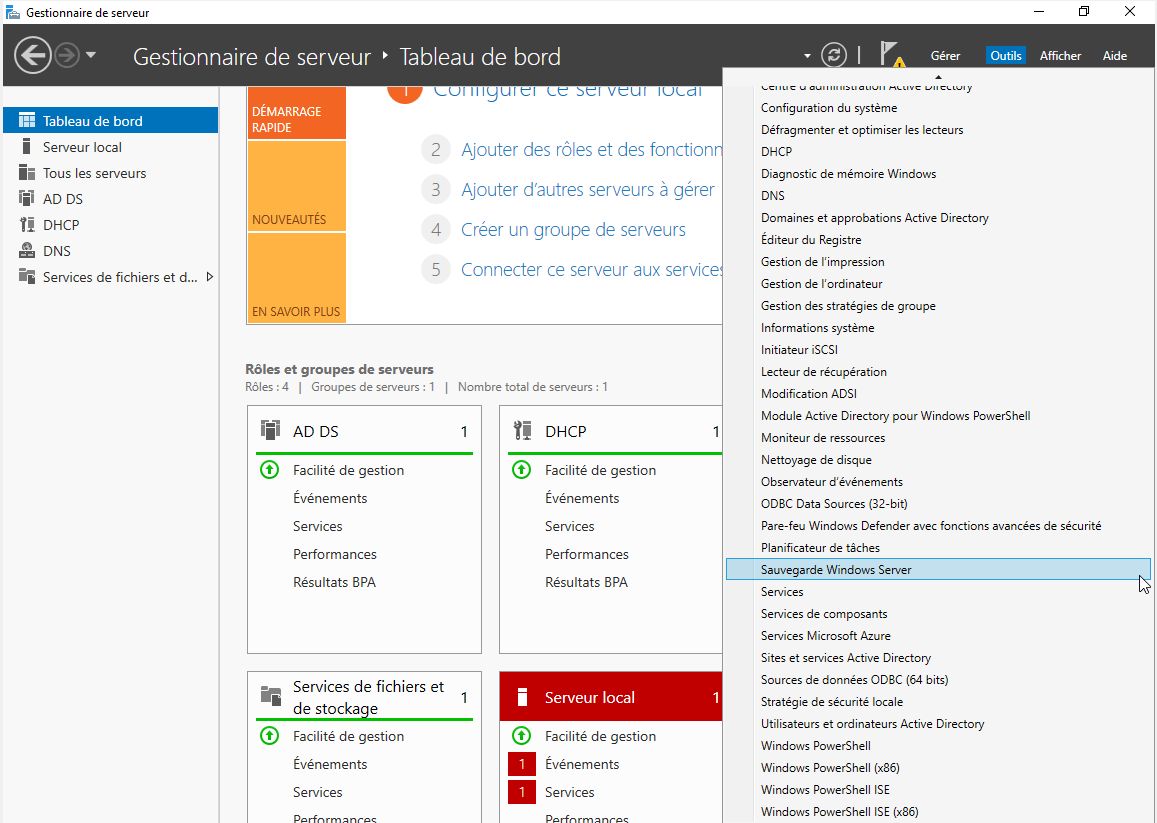 Gestionnaire de serveur
Gestionnaire de serveur ‣ Tableau de bord
Gérer
Outils
Afficher
Aide
Tableau de bord
Serveur local
Tous les serveurs
AD DS
DHCP
DNS
Services de fichiers et d...
DÉMARRAGE
RAPIDE
NOUVEAUTÉS
EN SAVOIR PLUS
1 Configurer ce serveur local
2 Ajouter des rôles et des fonctionn
3 Ajouter d'autres serveurs à gérer
4 Créer un groupe de serveurs
5 Connecter ce serveur aux services
Rôles et groupes de serveurs
Rôles : 4 | Groupes de serveurs : 1 | Nombre total de serveurs : 1
AD DS 1
Facilité de gestion
Événements
Services
Performances
Résultats BPA
DHCP 1
Facilité de gestion
Événements
Services
Performances
Résultats BPA
Services de fichiers et
de stockage
1
Facilité de gestion
Événements
Services
Performances
Serveur local 1
Facilité de gestion
1 Événements
1 Services
Performances
Centre d'administration Active Directory
Configuration du système
Défragmenter et optimiser les lecteurs
DHCP
Diagnostic de mémoire Windows
DNS
Domaines et approbations Active Directory
Éditeur du Registre
Gestion de l'impression
Gestion de l'ordinateur
Gestion des stratégies de groupe
Informations système
Initiateur iSCSI
Lecteur de récupération
Modification ADSI
Module Active Directory pour Windows PowerShell
Moniteur de ressources
Nettoyage de disque
Observateur d'événements
ODBC Data Sources (32-bit)
Pare-feu Windows Defender avec fonctions avancées de sécurité
Planificateur de tâches
Sauvegarde Windows Server
Services
Services de composants
Services Microsoft Azure
Sites et services Active Directory
Sources de données ODBC (64 bits)
Stratégie de sécurité locale
Utilisateurs et ordinateurs Active Directory
Windows PowerShell
Windows PowerShell (x86)
Windows PowerShell ISE
Windows PowerShell ISE (x86)